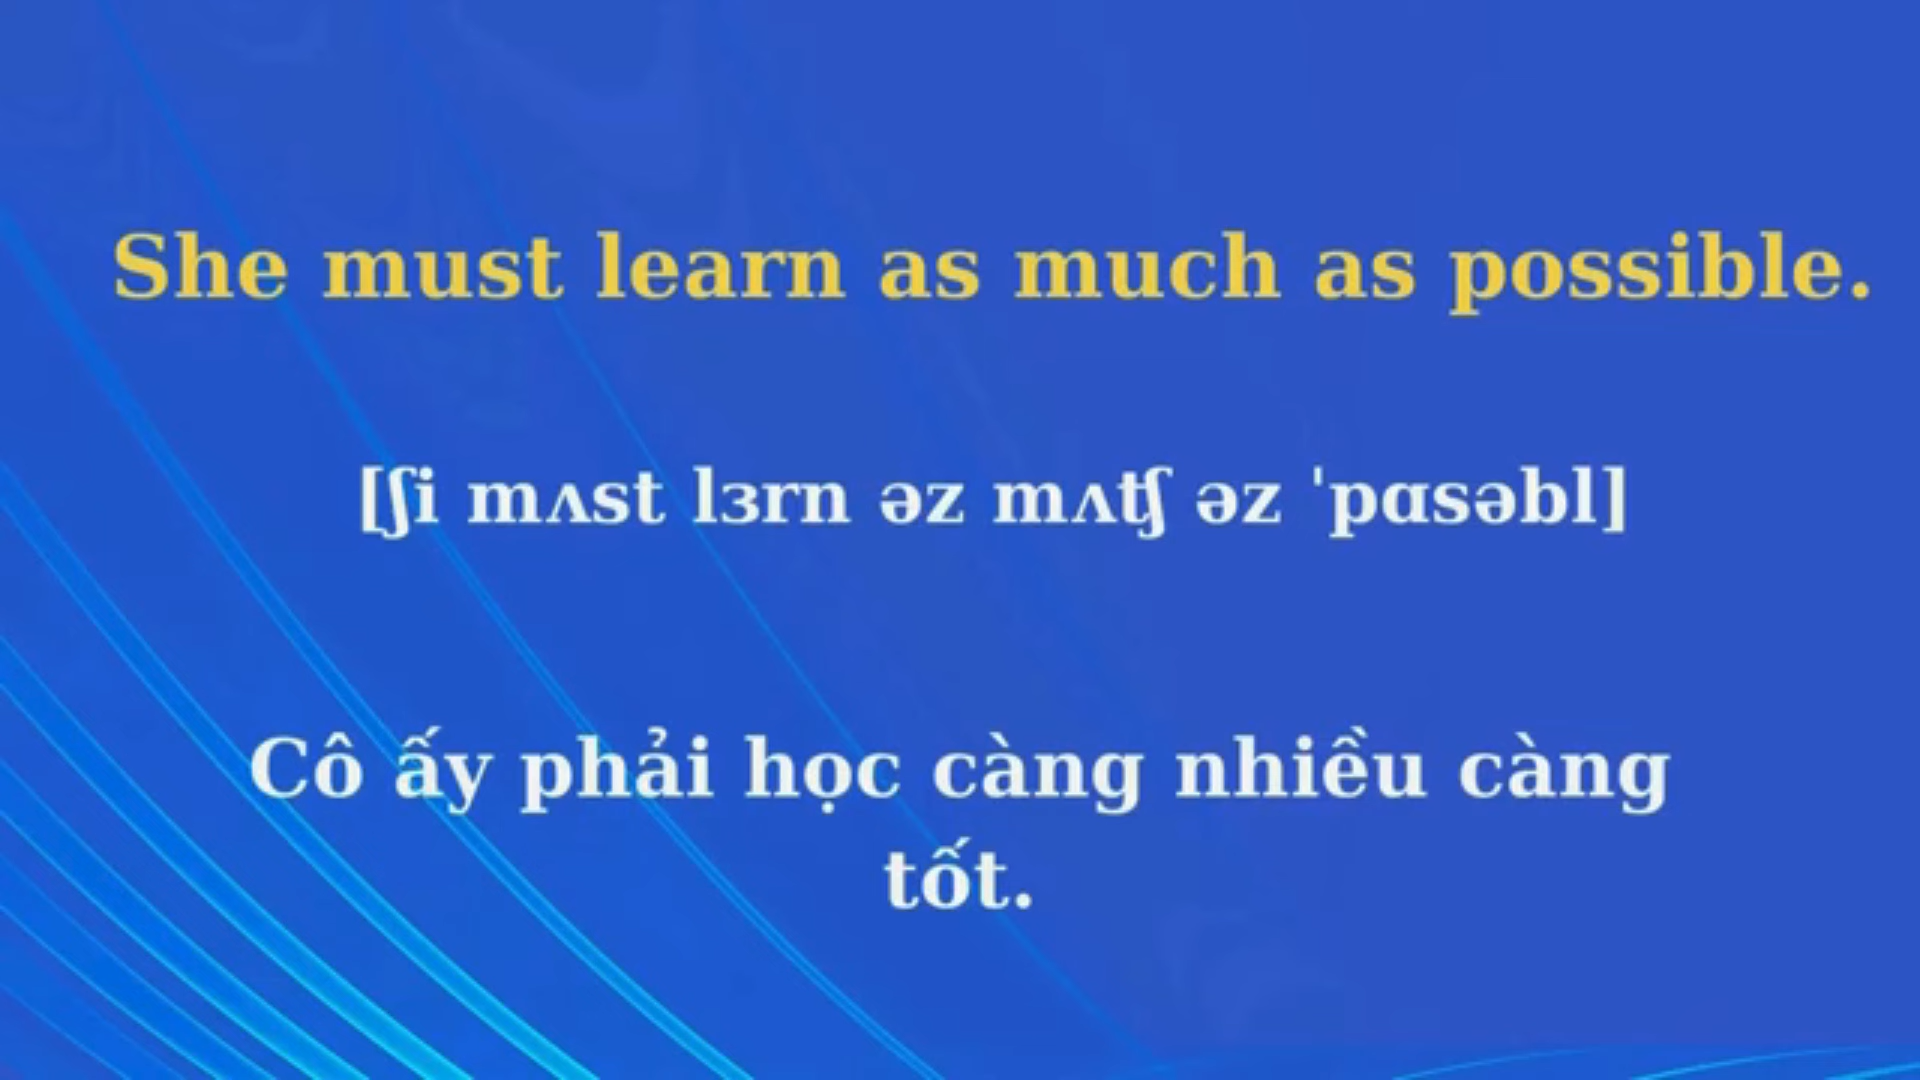 She must learn as much as possible.
[ʃi mʌst lɜrn əz mʌʧ əz ˈpɑsəbl]
Cô ấy phải học càng nhiều càng
tốt.